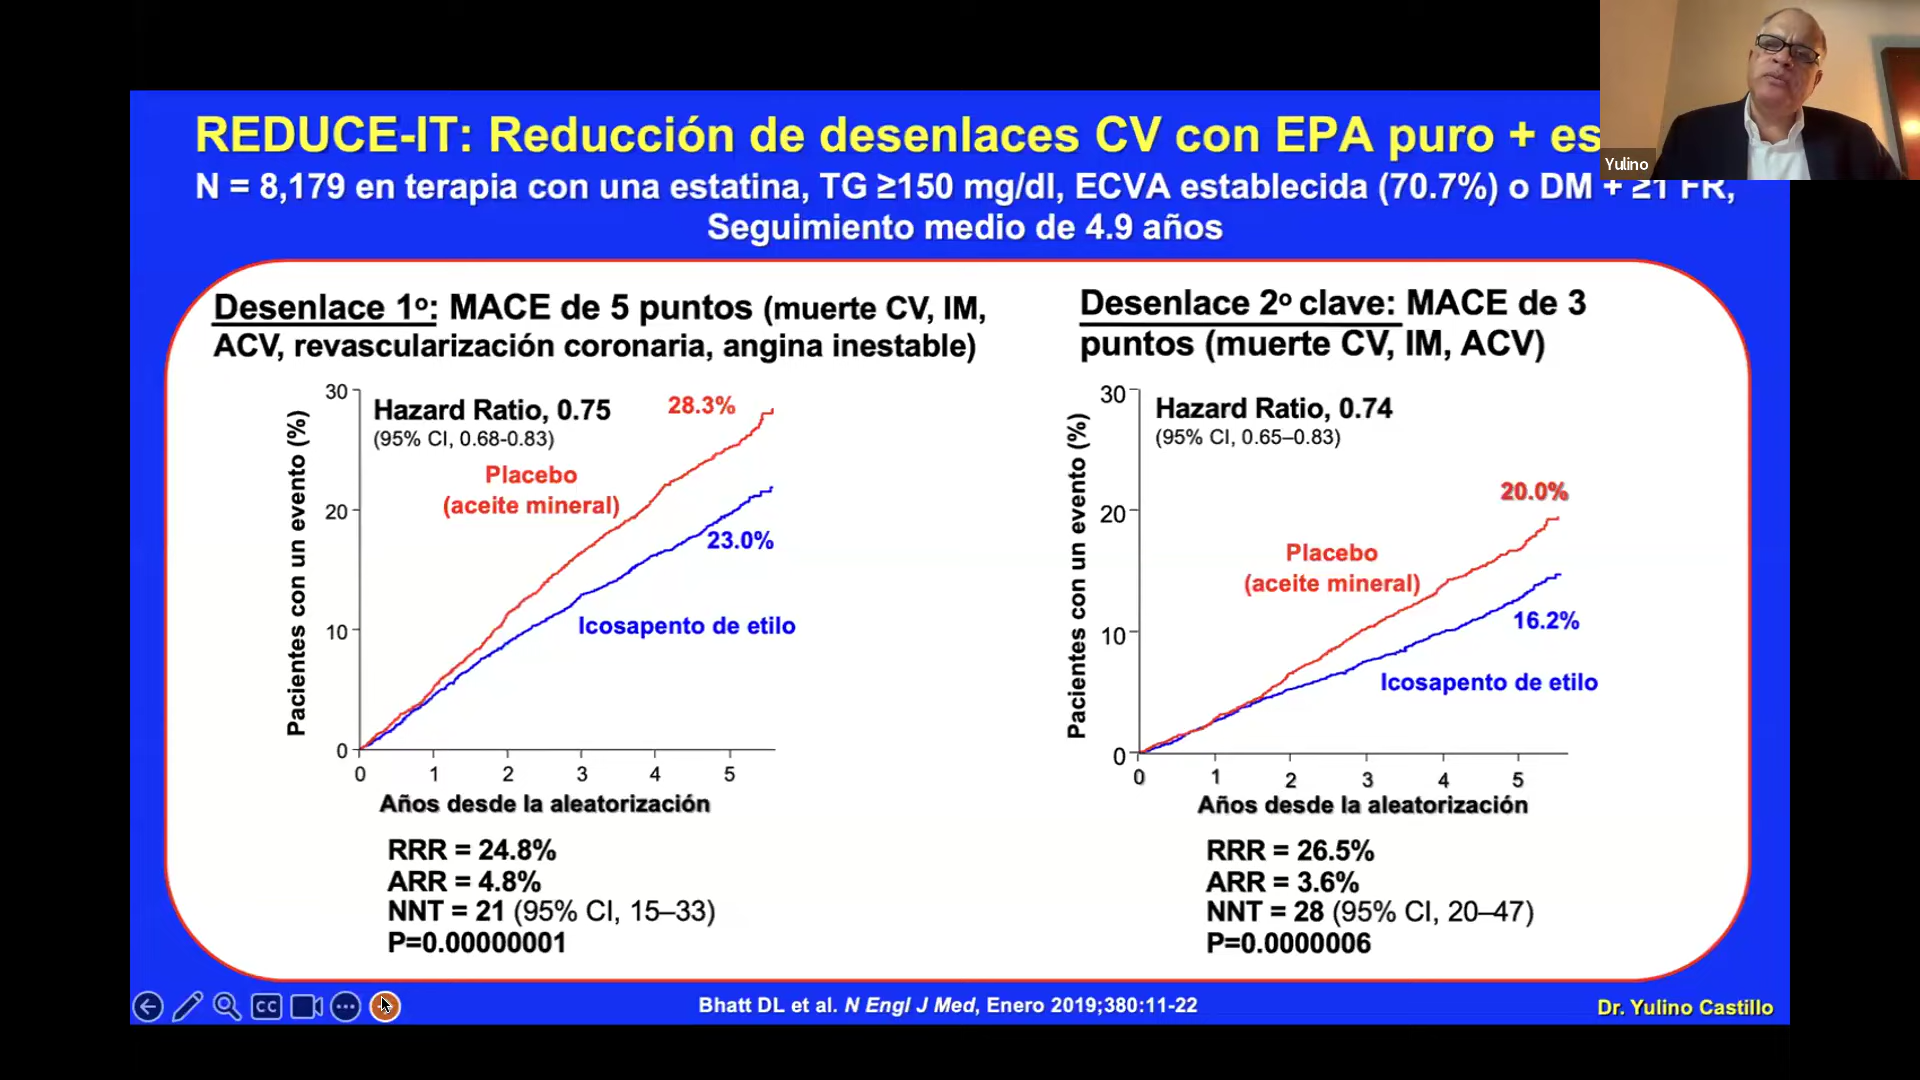 REDUCE-IT: Reducción de desenlaces CV con EPA puro + es
Yulino
N = 8,179 en terapia con una estatina, TG ≥150 mg/dl, ECVA establecida (70.7%) o DM + ≥1 FR,
Seguimiento medio de 4.9 años
Desenlace 1º: MACE de 5 puntos (muerte CV, IM,
ACV, revascularización coronaria, angina inestable)
Pacientes con un evento (%)
30
20
10
0
Hazard Ratio, 0.75
(95% CI, 0.68-0.83)
28.3%
Placebo
(aceite mineral)
23.0%
Icosapento de etilo
0 1 2 3 4 5
Años desde la aleatorización
RRR = 24.8%
ARR = 4.8%
NNT = 21 (95% CI, 15–33)
P=0.00000001
Desenlace 2º clave: MACE de 3
puntos (muerte CV, IM, ACV)
Pacientes con un evento (%)
30
20
10
0
Hazard Ratio, 0.74
(95% CI, 0.65–0.83)
20.0%
Placebo
(aceite mineral)
16.2%
Icosapento de etilo
0 1 2 3 4 5
Años desde la aleatorización
RRR = 26.5%
ARR = 3.6%
NNT = 28 (95% CI, 20–47)
P=0.0000006
CC
Bhatt DL et al. N Engl J Med, Enero 2019;380:11-22
Dr. Yulino Castillo